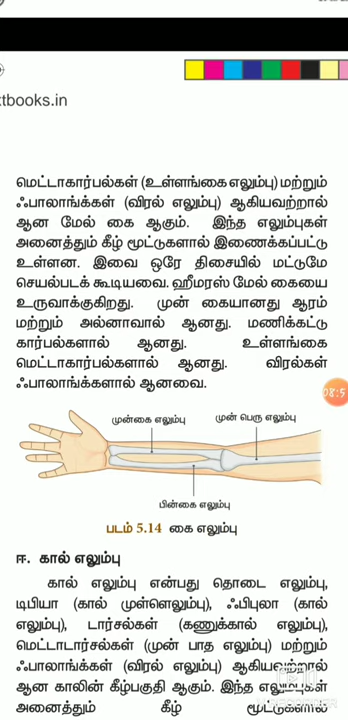 tbooks.in
மெட்டாகார்பல்கள் (உள்ளங்கை எலும்பு) மற்றும்
ஃபாலாங்க்கள் (விரல் எலும்பு) ஆகியவற்றால்
ஆன மேல் கை ஆகும். இந்த எலும்புகள்
அனைத்தும் கீழ் மூட்டுகளால் இணைக்கப்பட்டு
உள்ளன. இவை ஒரே திசையில் மட்டுமே
செயல்படக் கூடியவை. ஹீமரஸ் மேல் கையை
உருவாக்குகிறது. முன் கையானது ஆரம்
மற்றும் அல்னாவால் ஆனது. மணிக்கட்டு
கார்பல்களால் ஆனது. உள்ளங்கை
மெட்டாகார்பல்களால் ஆனது. விரல்கள்
ஃபாலாங்க்களால் ஆனவை.
08:5
முன்கை எலும்பு முன் பெரு எலும்பு
பின்கை எலும்பு
படம் 5.14 கை எலும்பு
ஈ. கால் எலும்பு
கால் எலும்பு என்பது தொடை எலும்பு,
டிபியா (கால் முள்ளெலும்பு), ஃபிபுலா (கால்
எலும்பு), டார்சல்கள் (கணுக்கால் எலும்பு),
மெட்டாடார்சல்கள் (முன் பாத எலும்பு) மற்றும்
ஃபாலாங்க்கள் (விரல் எலும்பு) ஆகியவற்றால்
ஆன காலின் கீழ்பகுதி ஆகும். இந்த எலும்புகள்
அனைத்தும் கீழ் மூட்டுகளால்